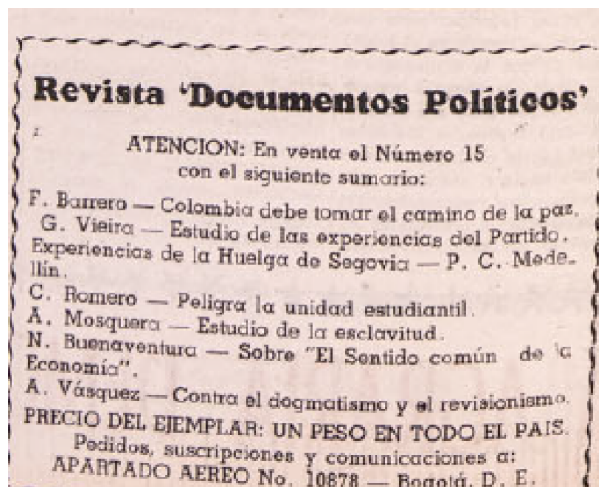 Revista 'Documentos Políticos'
ATENCION: En venta el Número 15
con el siguiente sumario:
F. Barrero — Colombia debe tomar el camino de la paz.
G. Vieira — Estudio de las experiencias del Partido.
Experiencias de la Huelga de Segovia — P. C. Mede-
llín.
C. Romero — Peligra la unidad estudiantil.
A. Mosquera — Estudio de la esclavitud.
N. Buenaventura — Sobre "El Sentido común de la
Economía".
A. Vásquez — Contra el dogmatismo y el revisionismo.
PRECIO DEL EJEMPLAR: UN PESO EN TODO EL PAIS.
Pedidos, suscripciones y comunicaciones a:
APARTADO AEREO No. 10878 — Bogotá, D. E.